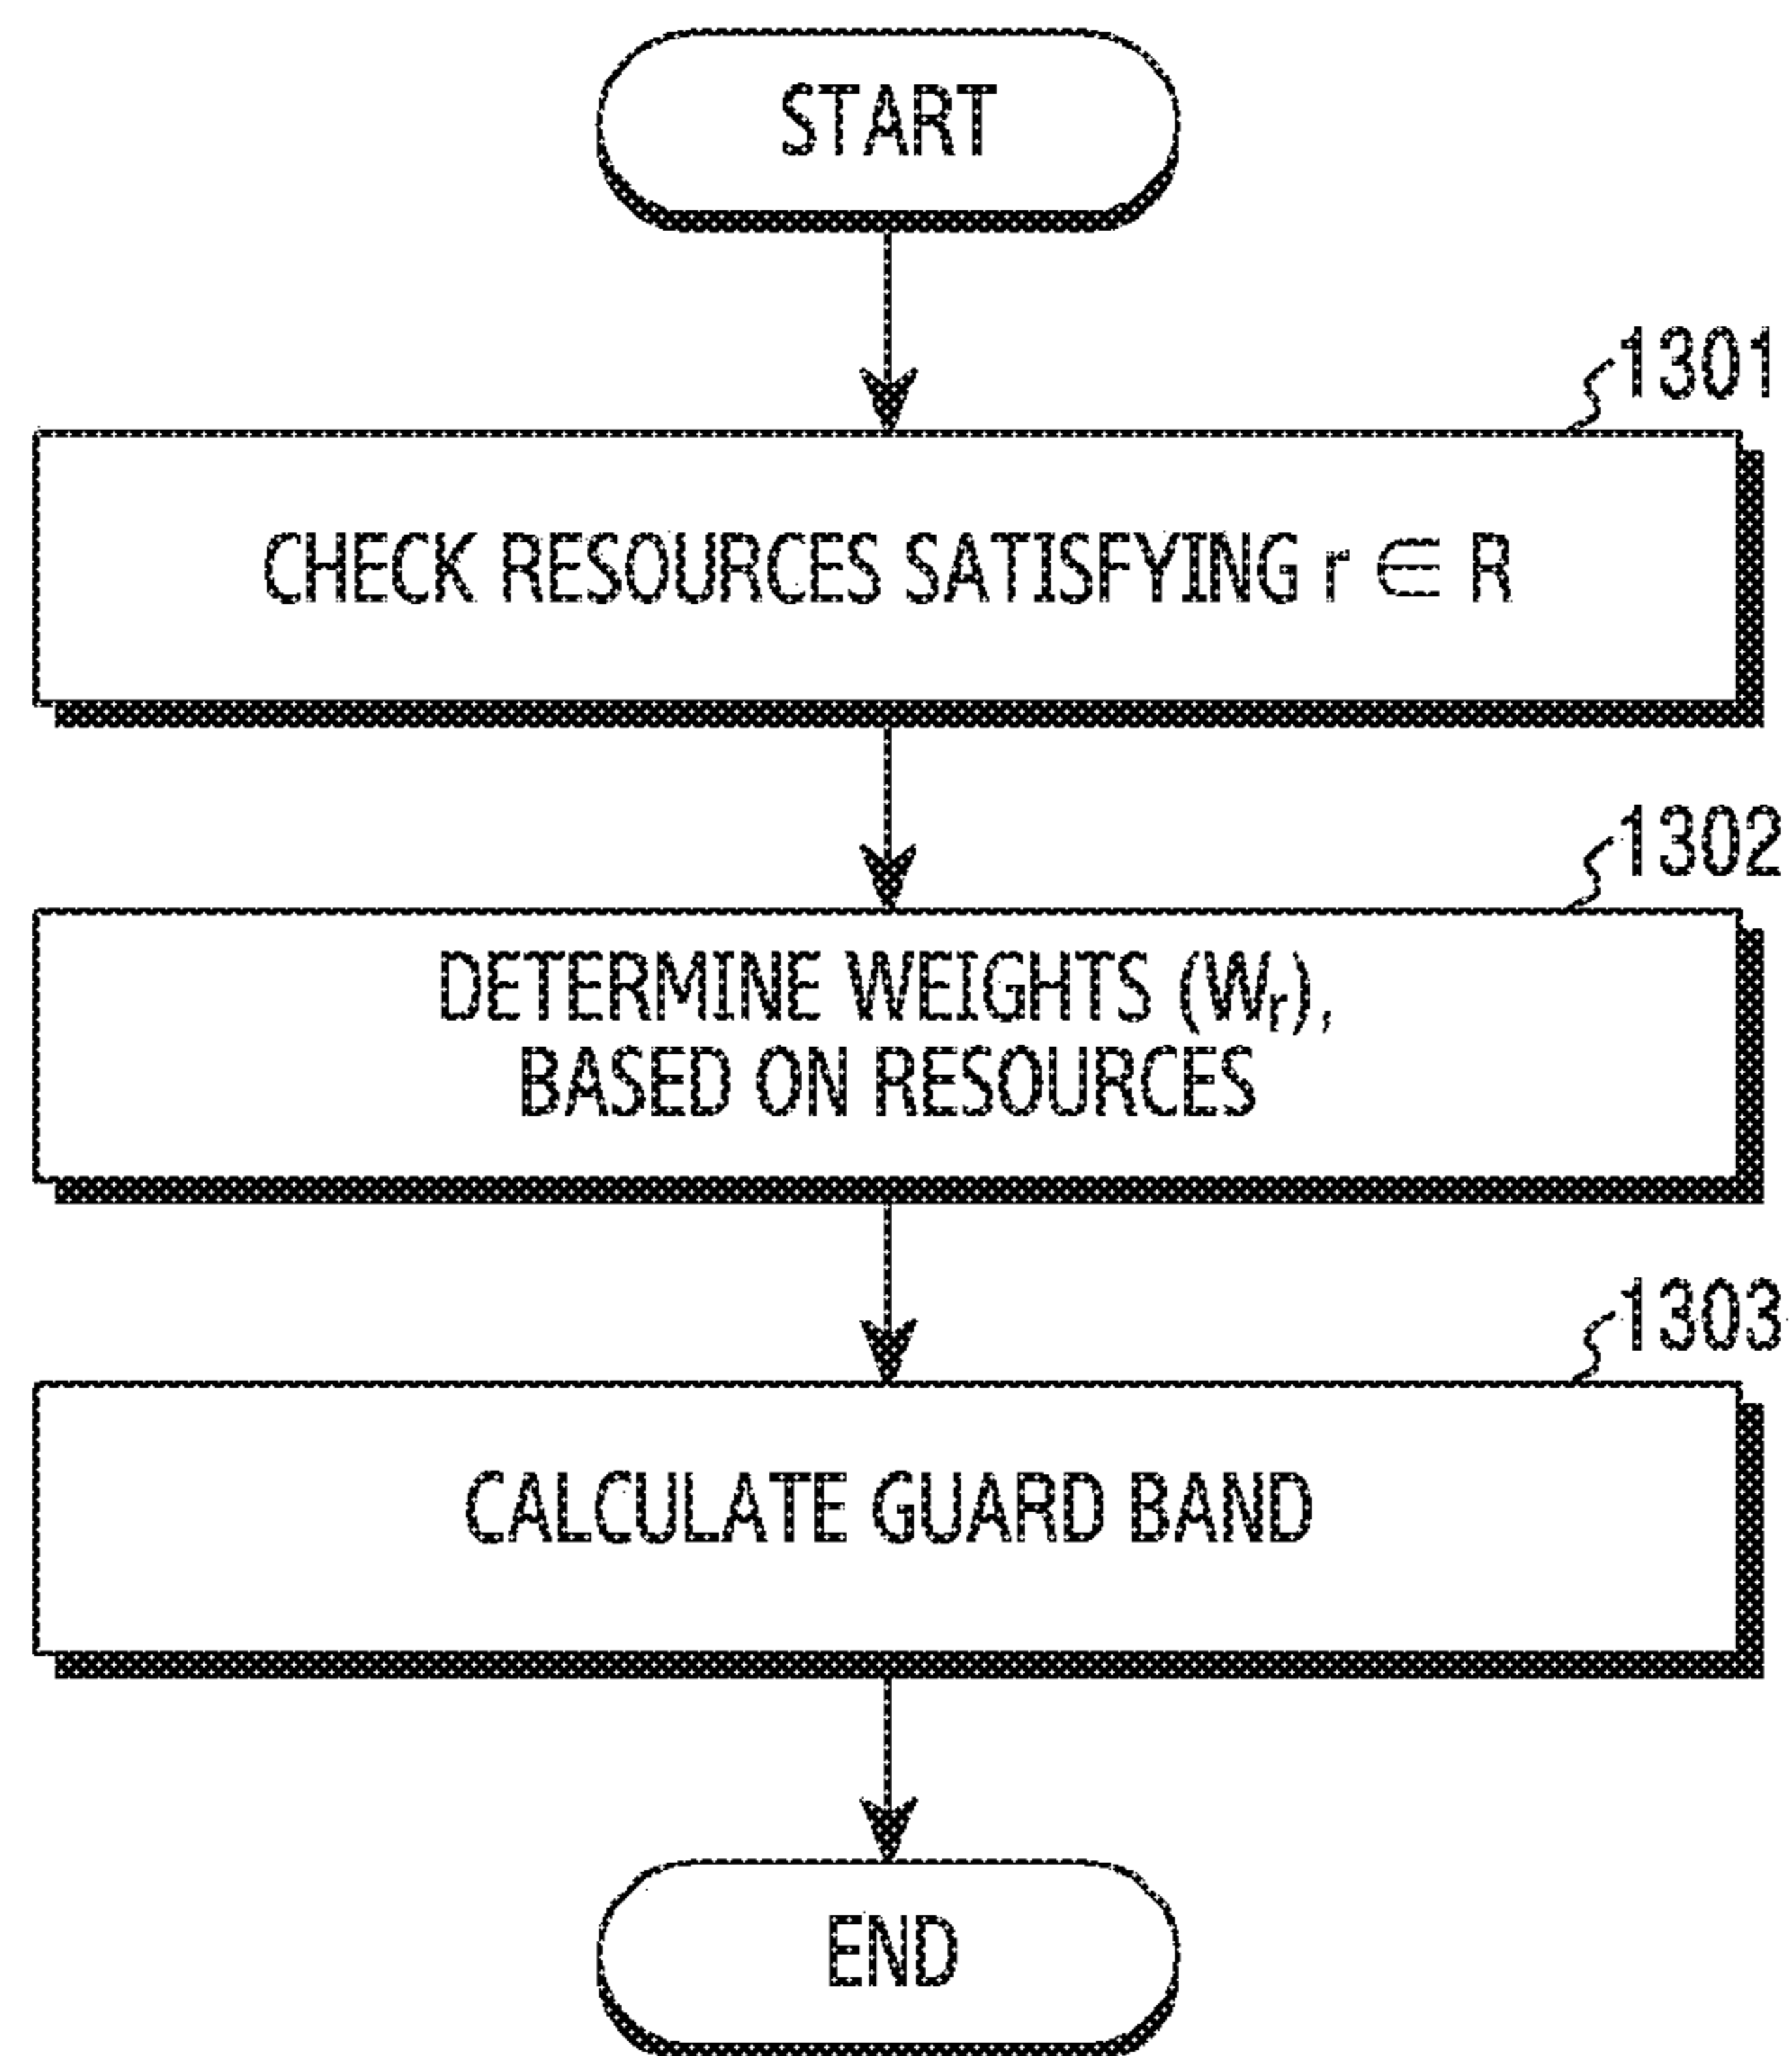 START
1301
CHECK RESOURCES SATISFYING r ∈ R
1302
DETERMINE WEIGHTS (Wr),
BASED ON RESOURCES
1303
CALCULATE GUARD BAND
END